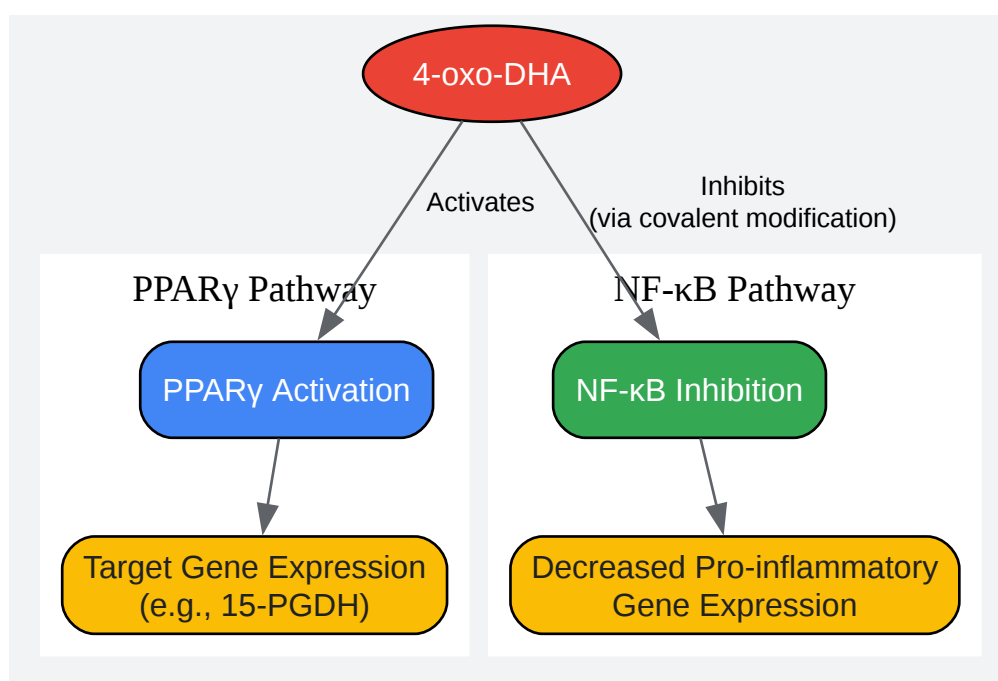 4-oxo-DHA
Activates
Inhibits
(via covalent modification)
PPARγ Pathway
NF-κB Pathway
PPARγ Activation
NF-κB Inhibition
Target Gene Expression
(e.g., 15-PGDH)
Decreased Pro-inflammatory
Gene Expression